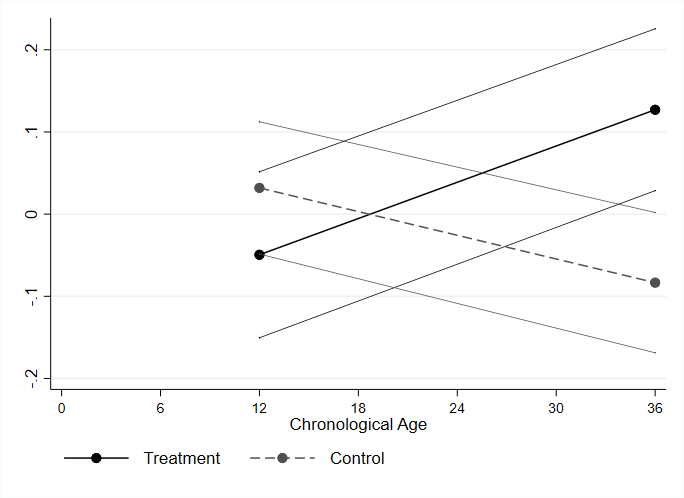 .2
.1
0
-.1
-.2
0 6 12 18 24 30 36
Chronological Age
Treatment Control